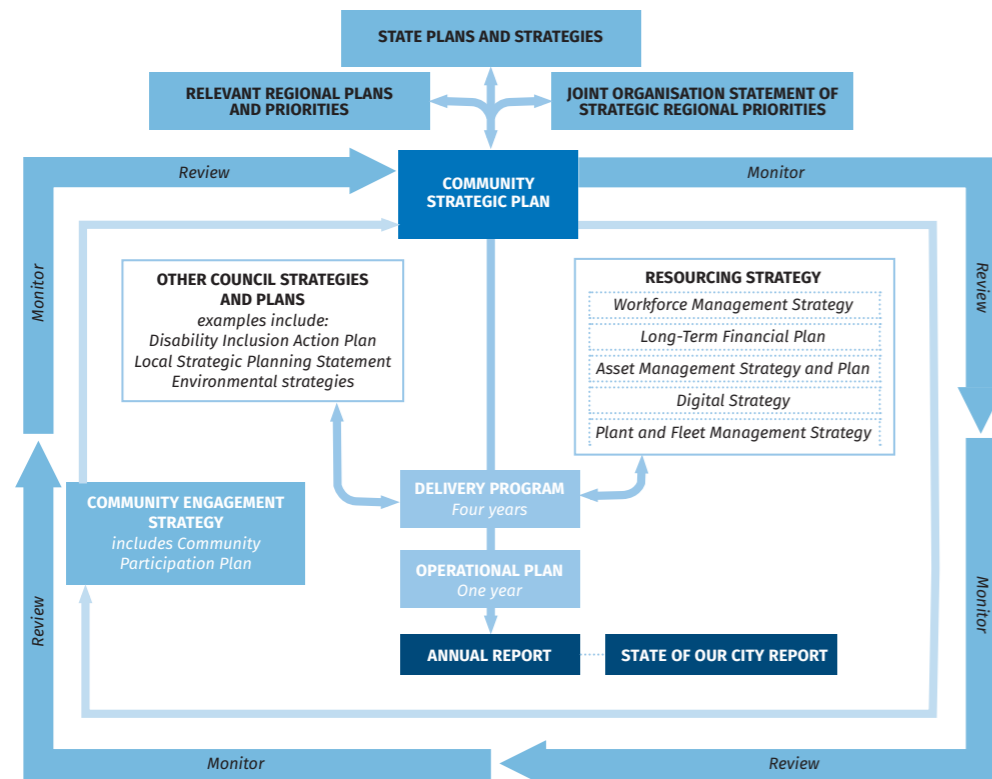 STATE PLANS AND STRATEGIES
RELEVANT REGIONAL PLANS
AND PRIORITIES
JOINT ORGANISATION STATEMENT OF
STRATEGIC REGIONAL PRIORITIES
Review
COMMUNITY
STRATEGIC PLAN
Monitor
Monitor
OTHER COUNCIL STRATEGIES
AND PLANS
examples include:
Disability Inclusion Action Plan
Local Strategic Planning Statement
Environmental strategies
RESOURCING STRATEGY
Workforce Management Strategy
Long-Term Financial Plan
Asset Management Strategy and Plan
Digital Strategy
Plant and Fleet Management Strategy
Review
COMMUNITY ENGAGEMENT
STRATEGY
includes Community
Participation Plan
DELIVERY PROGRAM
Four years
OPERATIONAL PLAN
One year
Review
Monitor
ANNUAL REPORT
STATE OF OUR CITY REPORT
Monitor
Review